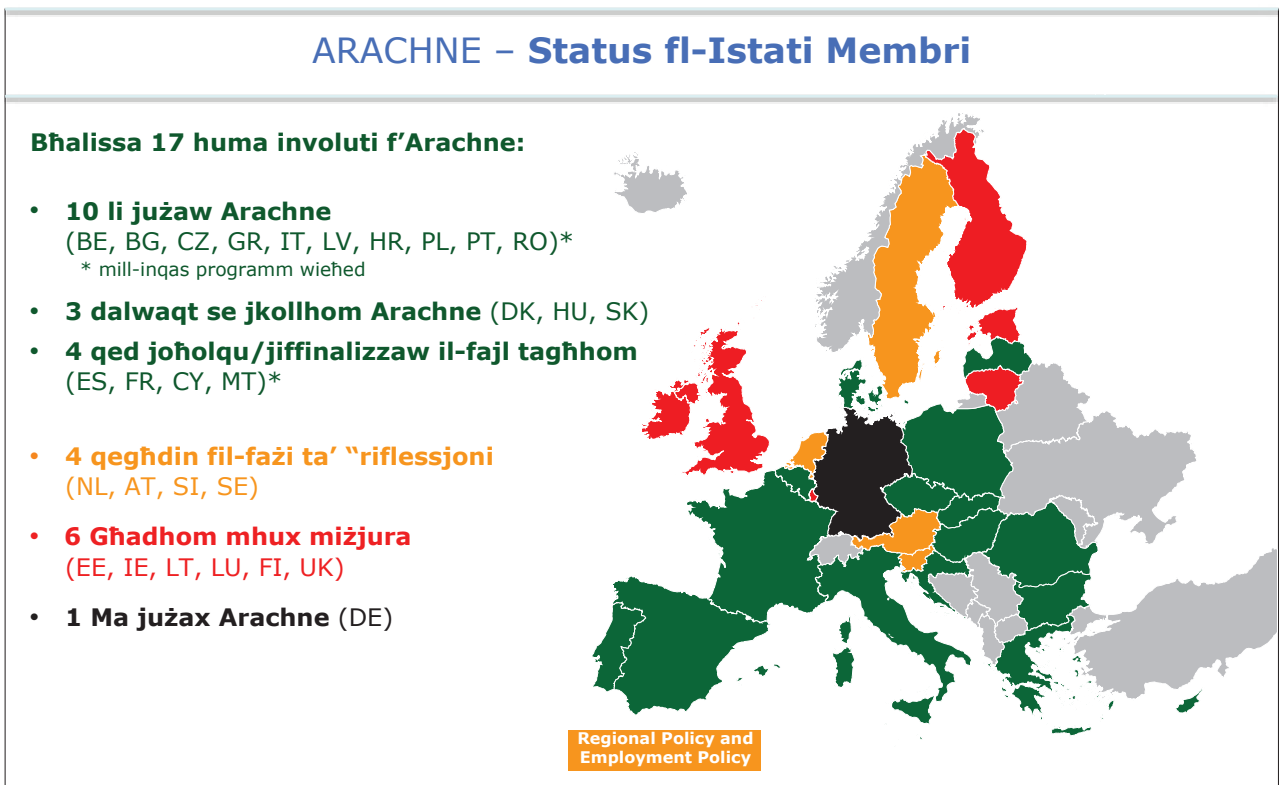 ARACHNE – Status fl-Istati Membri
Bħalissa 17 huma involuti f’Arachne:
• 10 li jużaw Arachne
(BE, BG, CZ, GR, IT, LV, HR, PL, PT, RO)*
* mill-inqas programm wieħed
• 3 dalwaqt se jkollhom Arachne (DK, HU, SK)
• 4 qed joħolqu/jiffinalizzaw il-fajl tagħhom
(ES, FR, CY, MT)*
• 4 qegħdin fil-fażi ta’ “riflessjoni
(NL, AT, SI, SE)
• 6 Għadhom mhux miżjura
(EE, IE, LT, LU, FI, UK)
• 1 Ma jużax Arachne (DE)
Regional Policy and
Employment Policy